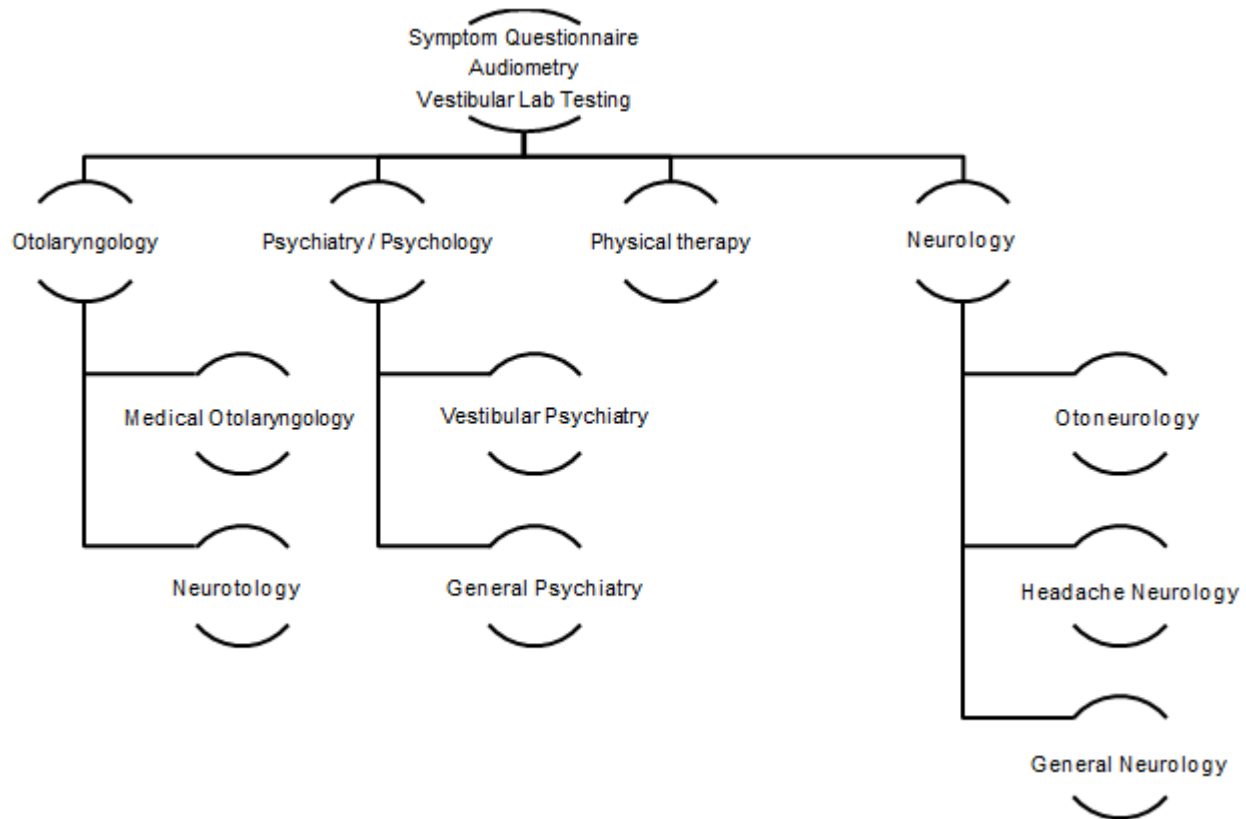 Symptom Questionnaire
Audiometry
Vestibular Lab Testing
Otolaryngology
Psychiatry / Psychology
Physical therapy
Neurology
Medical Otolaryngology
Vestibular Psychiatry
Otoneurology
Neurotology
General Psychiatry
Headache Neurology
General Neurology